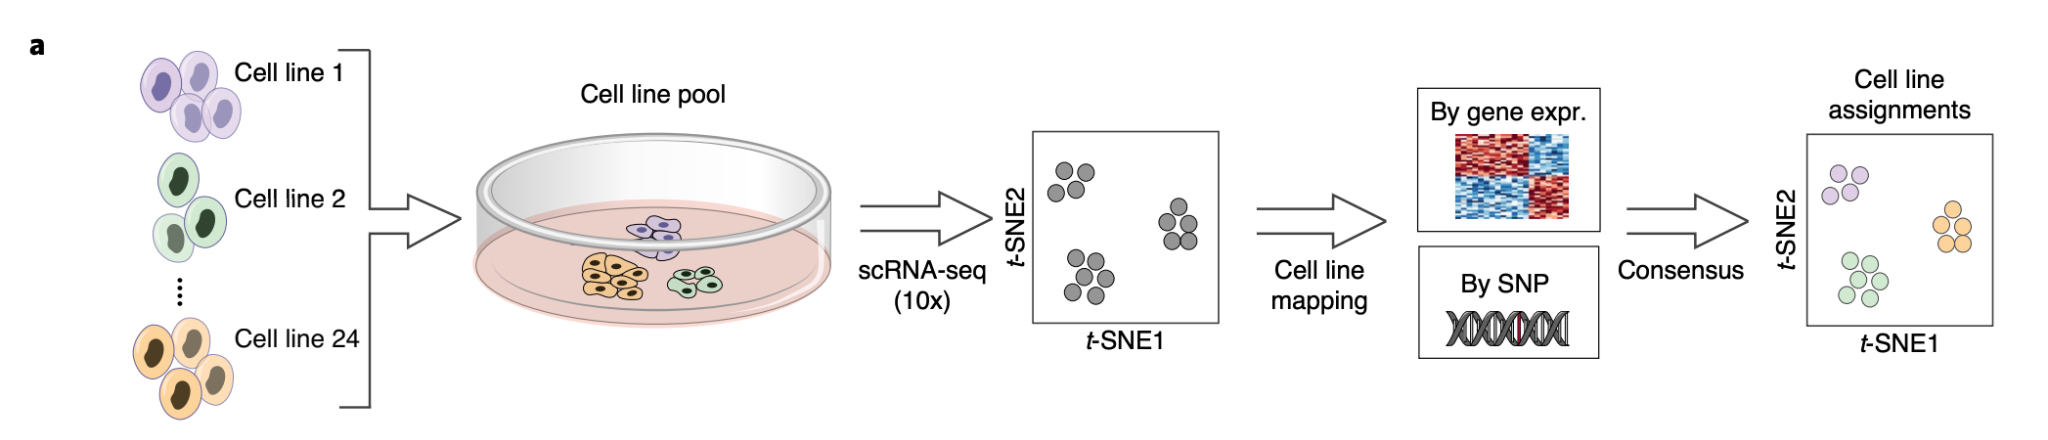 a
Cell line 1
Cell line 2
Cell line 24
Cell line pool
scRNA-seq
(10x)
t-SNE2
t-SNE1
Cell line
mapping
By gene expr.
By SNP
Consensus
Cell line
assignments
t-SNE2
t-SNE1